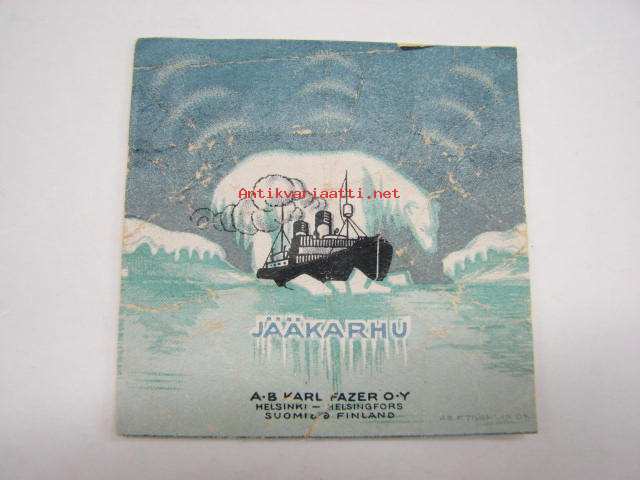 Antikvariaatti.net
JÄÄKARHU
A·B KARL FAZER O·Y
HELSINKI — HELSINGFORS
SUOMI & FINLAND